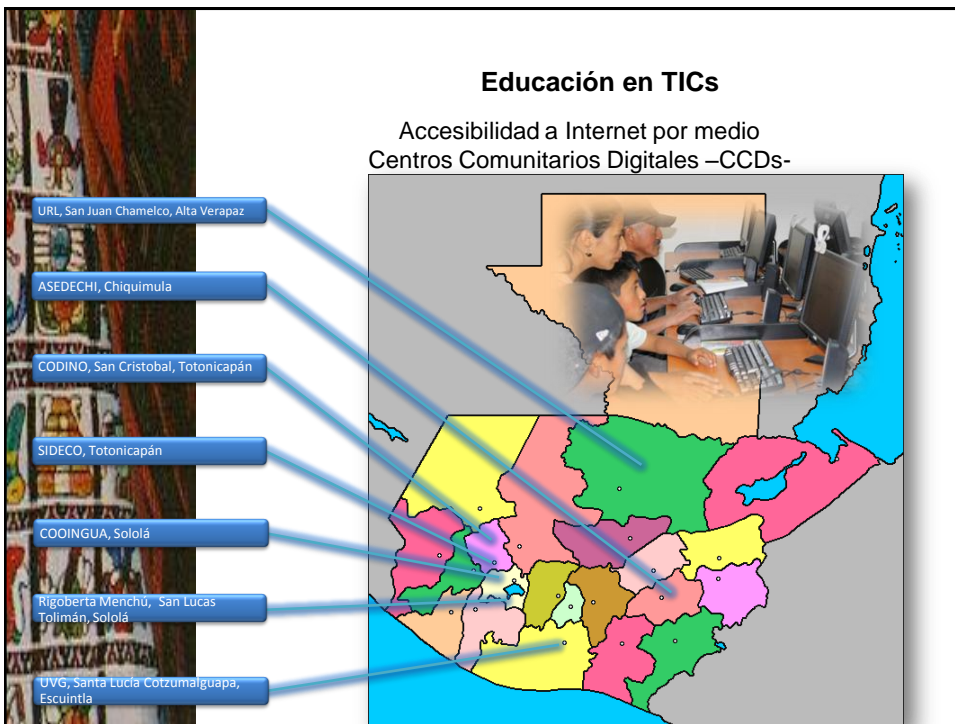 Educación en TICs
Accesibilidad a Internet por medio
Centros Comunitarios Digitales –CCDs-
URL, San Juan Chamelco, Alta Verapaz
ASEDECHI, Chiquimula
CODINO, San Cristobal, Totonicapán
SIDECO, Totonicapán
COOINGUA, Sololá
Rigoberta Menchú,  San Lucas
Tolimán, Sololá
UVG, Santa Lucía Cotzumalguapa,
Escuintla